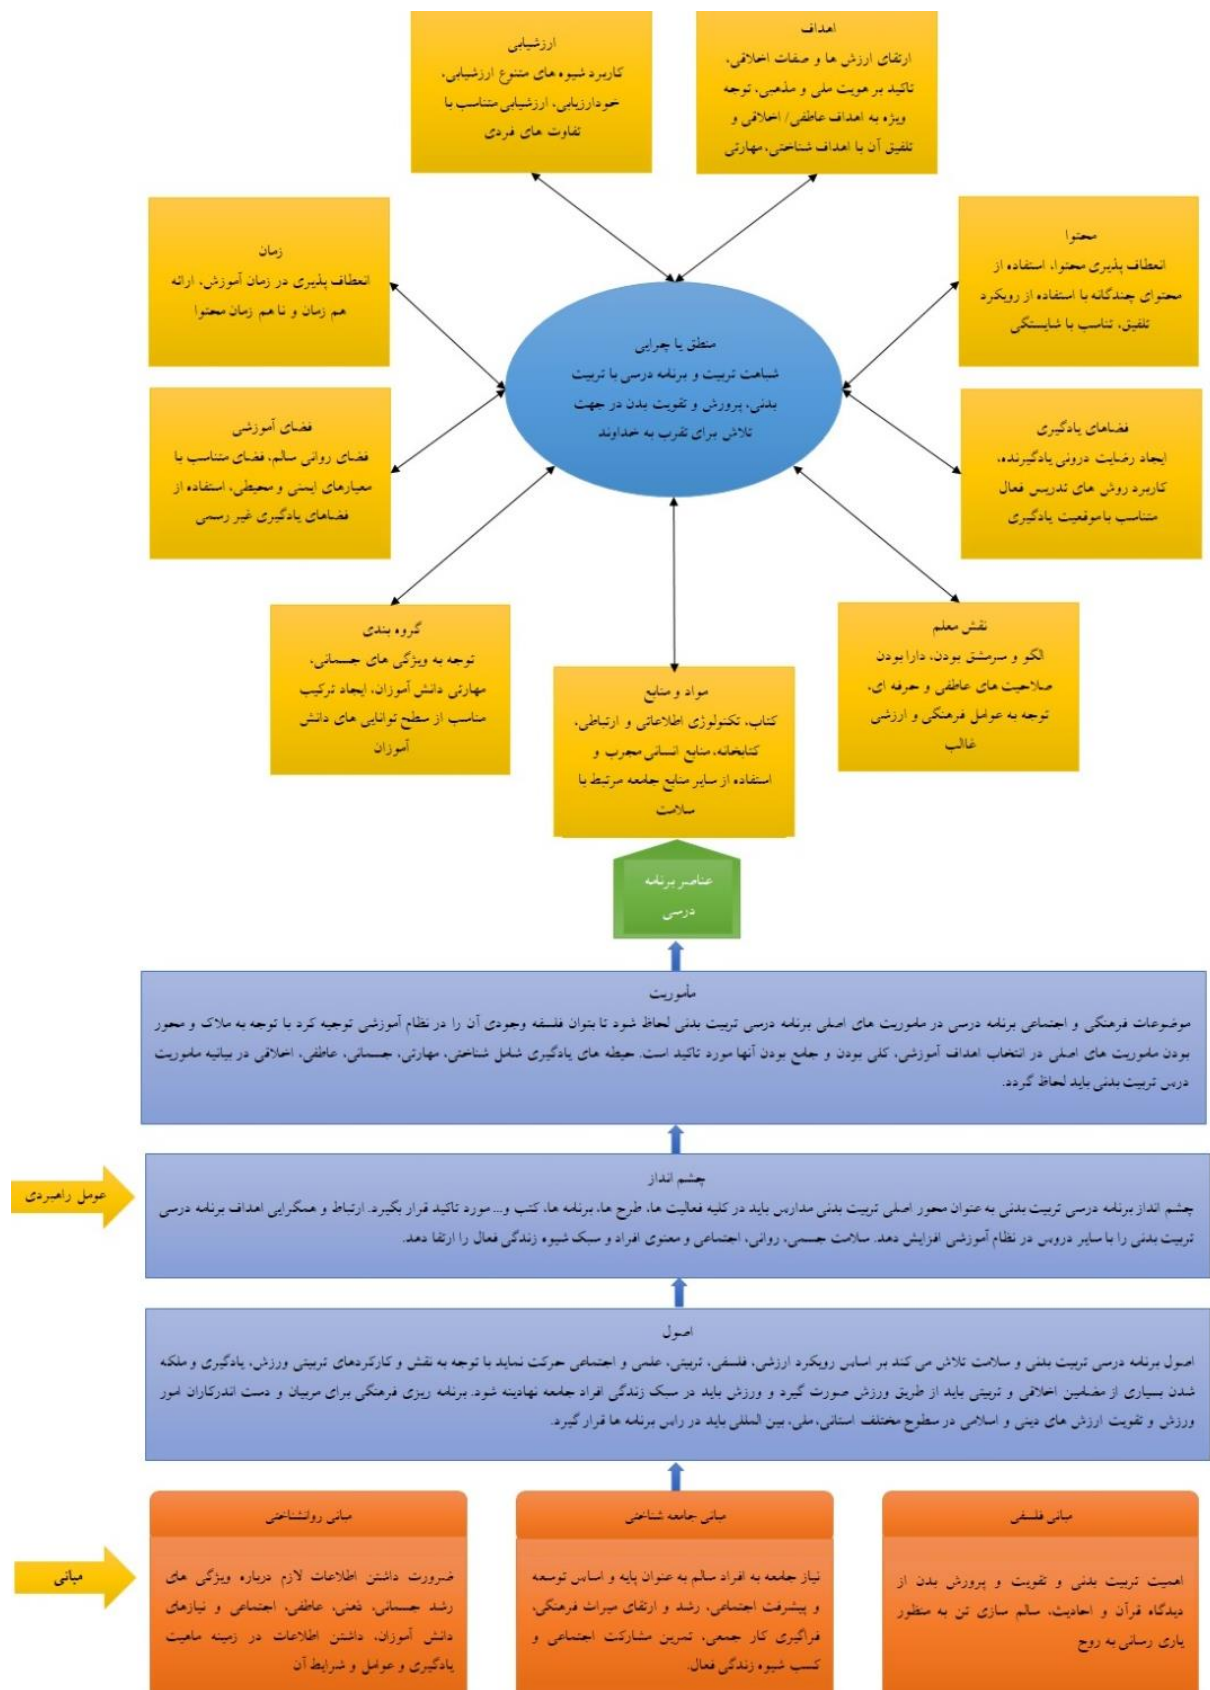 ارزشیابی
کاربرد شیوه های متنوع ارزشیابی،
خودارزیابی، ارزشیابی متناسب با
تفاوت های فردی
اهداف
ارتقای ارزش ها و صفات اخلاقی،
تاکید بر هویت ملی و مذهبی، توجه
ویژه به اهداف عاطفی/ اخلاقی و
تلفیق آن با اهداف شناختی، مهارتی
زمان
انعطاف پذیری در زمان آموزش، ارائه
هم زمان و نا هم زمان محتوا
محتوا
انعطاف پذیری محتوا، استفاده از
محتوای چندگانه با استفاده از رویکرد
تلفیق، تناسب با شایستگی
منطق یا چرایی
شباهت تربیت و برنامه درسی با تربیت
بدنی، پرورش و تقویت بدن در جهت
تلاش برای تقرب به خداوند
فضای آموزشی
فضای روانی سالم، فضای متناسب با
معیارهای ایمنی و محیطی، استفاده از
فضاهای یادگیری غیر رسمی
فضاهای یادگیری
ایجاد رضایت درونی یادگیرنده،
کاربرد روش های تدریس فعال
متناسب با موقعیت یادگیری
گروه بندی
توجه به ویژگی های جسمانی،
مهارتی دانش آموزان، ایجاد ترکیب
مناسب از سطح توانایی های دانش
آموزان
نقش معلم
الگو و سرمشق بودن، دارا بودن
صلاحیت های عاطفی و حرفه ای،
توجه به عوامل فرهنگی و ارزشی
غالب
مواد و منابع
کتاب، تکنولوژی اطلاعاتی و ارتباطی،
کتابخانه، منابع انسانی مجرب و
استفاده از سایر منابع جامعه مرتبط با
سلامت
عناصر برنامه
درسی
مأموریت
موضوعات فرهنگی و اجتماعی برنامه درسی در ماموریت های اصلی برنامه درسی تربیت بدنی لحاظ شود تا بتوان فلسفه وجودی آن را در نظام آموزشی توجیه کرد با توجه به ملاک و محور
بودن ماموریت های اصلی در انتخاب اهداف آموزشی، کلی بودن و جامع بودن آنها مورد تاکید است. حیطه های یادگیری شامل شناختی، مهارتی، جسمانی، عاطفی، اخلاقی در بیانیه ماموریت
درس تربیت بدنی باید لحاظ گردد.
عومل راهبردی
چشم انداز
چشم انداز برنامه درسی تربیت بدنی به عنوان محور اصلی تربیت بدنی مدارس باید در کلیه فعالیت ها، طرح ها، برنامه ها، کتب و... مورد تاکید قرار بگیرد. ارتباط و همگرایی اهداف برنامه درسی
تربیت بدنی را با سایر دروس در نظام آموزشی افزایش دهد. سلامت جسمی، روانی، اجتماعی و معنوی افراد و سبک شیوه زندگی فعال را ارتقا دهد.
اصول
اصول برنامه درسی تربیت بدنی و سلامت تلاش می کند بر اساس رویکرد ارزشی، فلسفی، تربیتی، علمی و اجتماعی حرکت نماید با توجه به نقش و کارکردهای تربیتی ورزش، یادگیری و ملکه
شدن بسیاری از مضامین اخلاقی و تربیتی باید از طریق ورزش صورت گیرد و ورزش باید در سبک زندگی افراد جامعه نهادینه شود. برنامه ریزی فرهنگی برای مربیان و دست اندرکاران امور
ورزش و تقویت ارزش های دینی و اسلامی در سطوح مختلف استانی، ملی، بین المللی باید در راس برنامه ها قرار گیرد.
مبانی
مبانی فلسفی
اهمیت تربیت بدنی و تقویت و پرورش بدن از
دیدگاه قرآن و احادیث، سالم سازی تن به منظور
یاری رسانی به روح
مبانی جامعه شناختی
نیاز جامعه به افراد سالم به عنوان پایه و اساس توسعه
و پیشرفت اجتماعی، رشد و ارتقای میراث فرهنگی،
فراگیری کار جمعی، تمرین مشارکت اجتماعی و
کسب شیوه زندگی فعال.
مبانی روانشناختی
ضرورت داشتن اطلاعات لازم درباره ویژگی های
رشد جسمانی، ذهنی، عاطفی، اجتماعی و نیازهای
دانش آموزان، داشتن اطلاعات در زمینه ماهیت
یادگیری و عوامل و شرایط آن